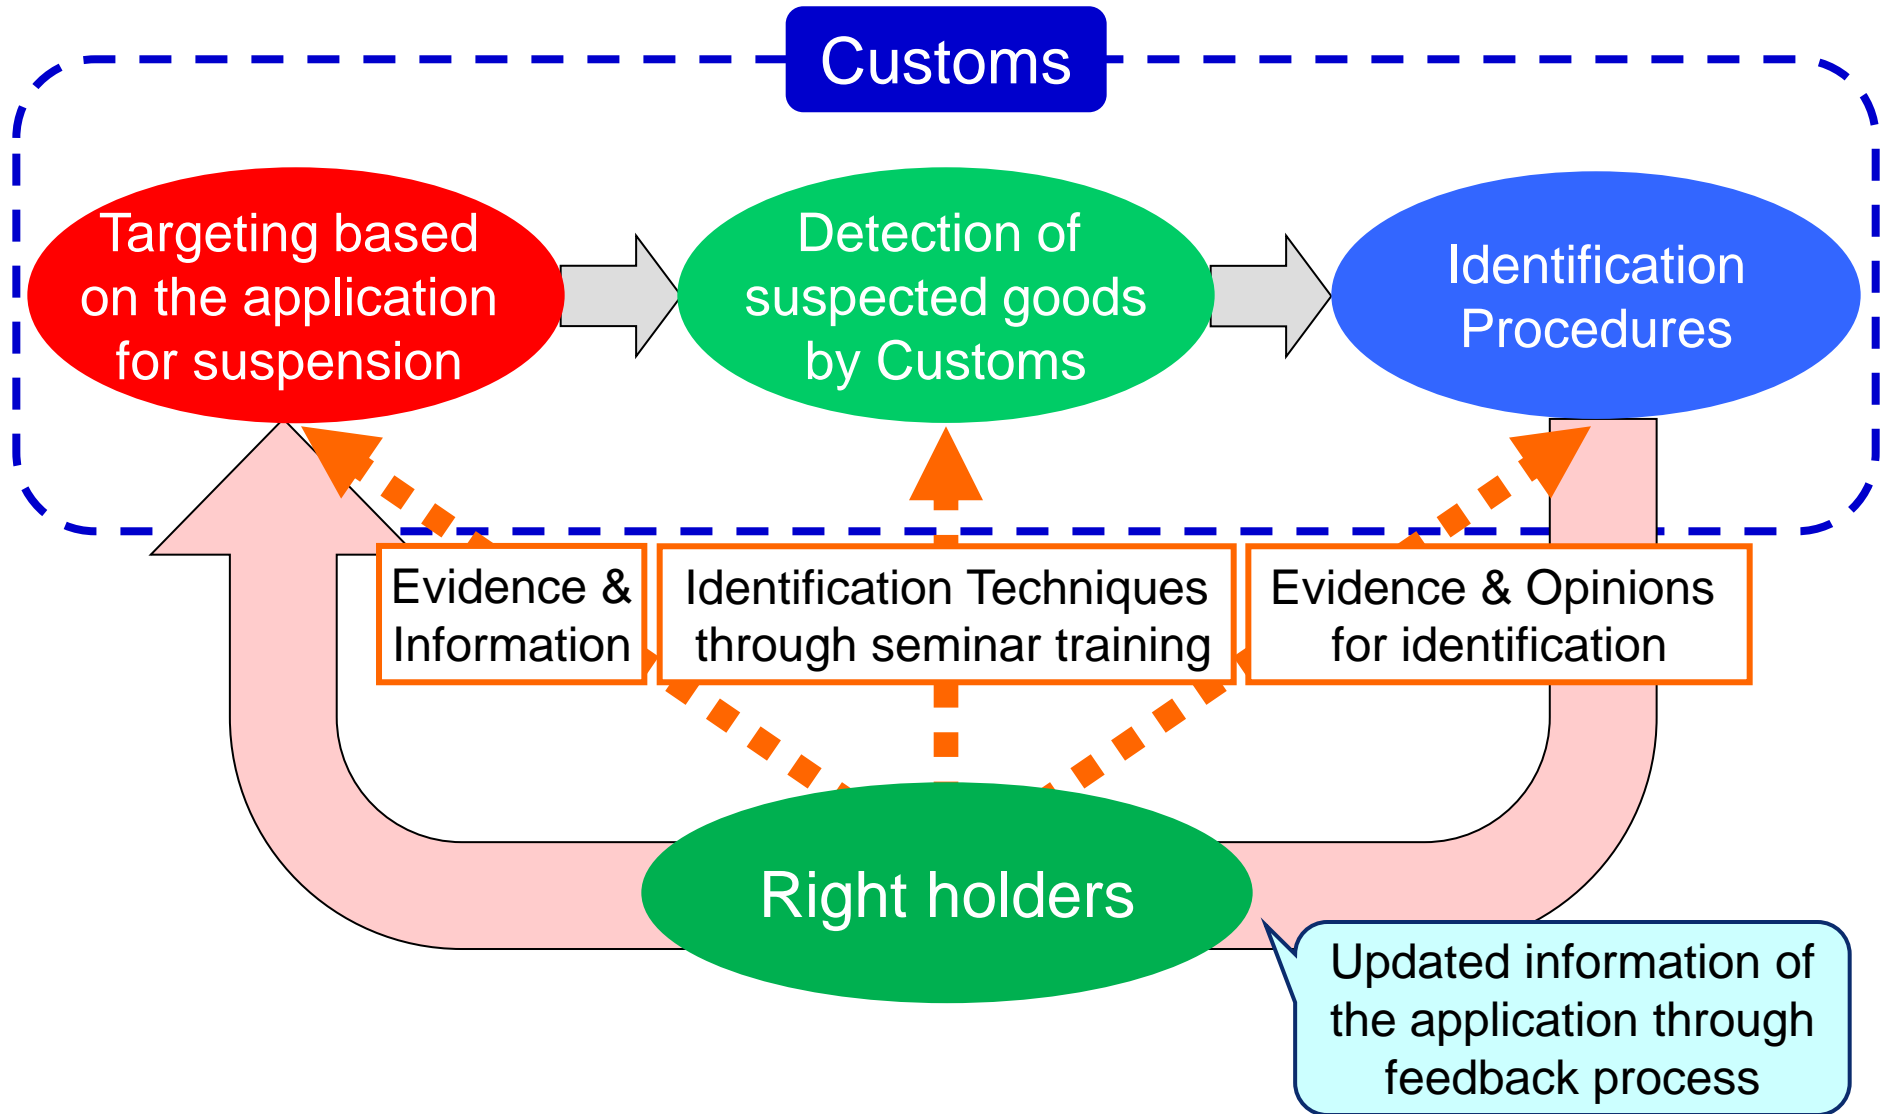 Customs
Targeting based
on the application
for suspension
Detection of
suspected goods
by Customs
Identification
Procedures
Evidence &
Information
Identification Techniques
through seminar training
Evidence & Opinions
for identification
Right holders
Updated information of
the application through
feedback process